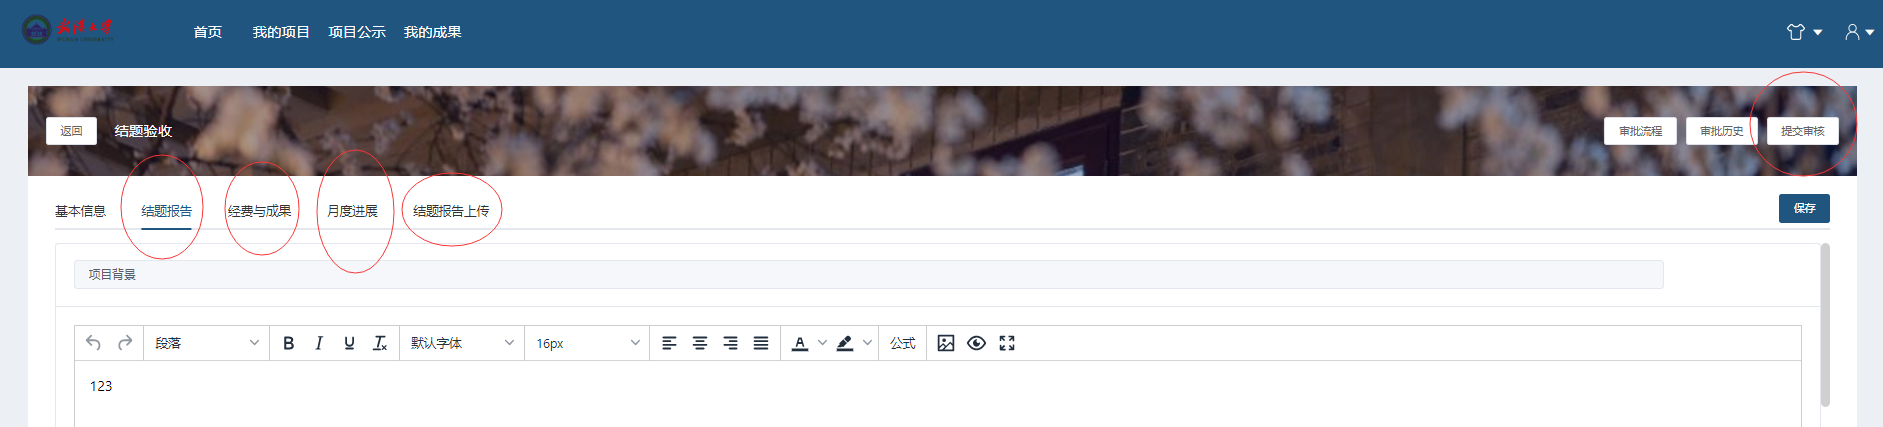 首页 我的项目 项目公示 我的成果
返回 结题验收 审批流程 审批历史 提交审核
基本信息 结题报告 经费与成果 月度进展 结题报告上传 保存
项目背景
段落 B I U 默认字体 16px A 公式
123